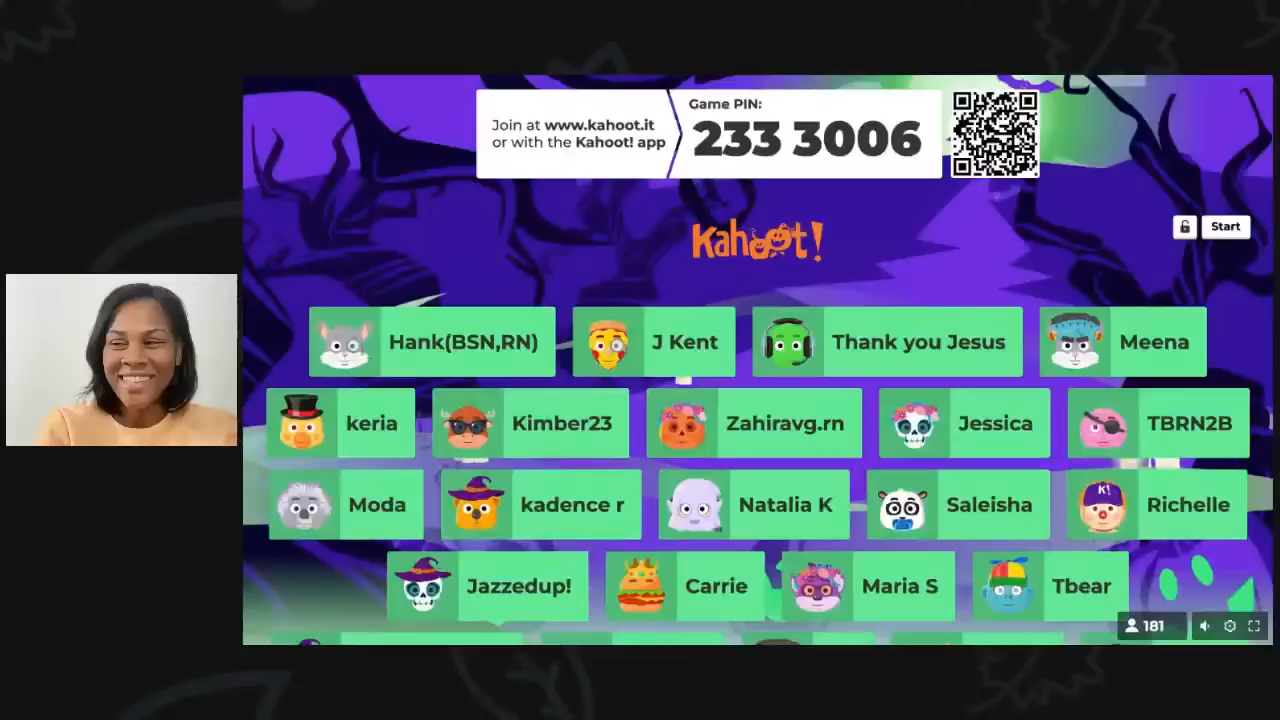 Join at www.kahoot.it
or with the Kahoot! app
Game PIN:
233 3006
Kahoot!
Start
Hank(BSN,RN)
J Kent
Thank you Jesus
Meena
keria
Kimber23
Zahiravg.rn
Jessica
TBRN2B
Moda
kadence r
Natalia K
Saleisha
K!
Richelle
Jazzedup!
Carrie
Maria S
Tbear
181